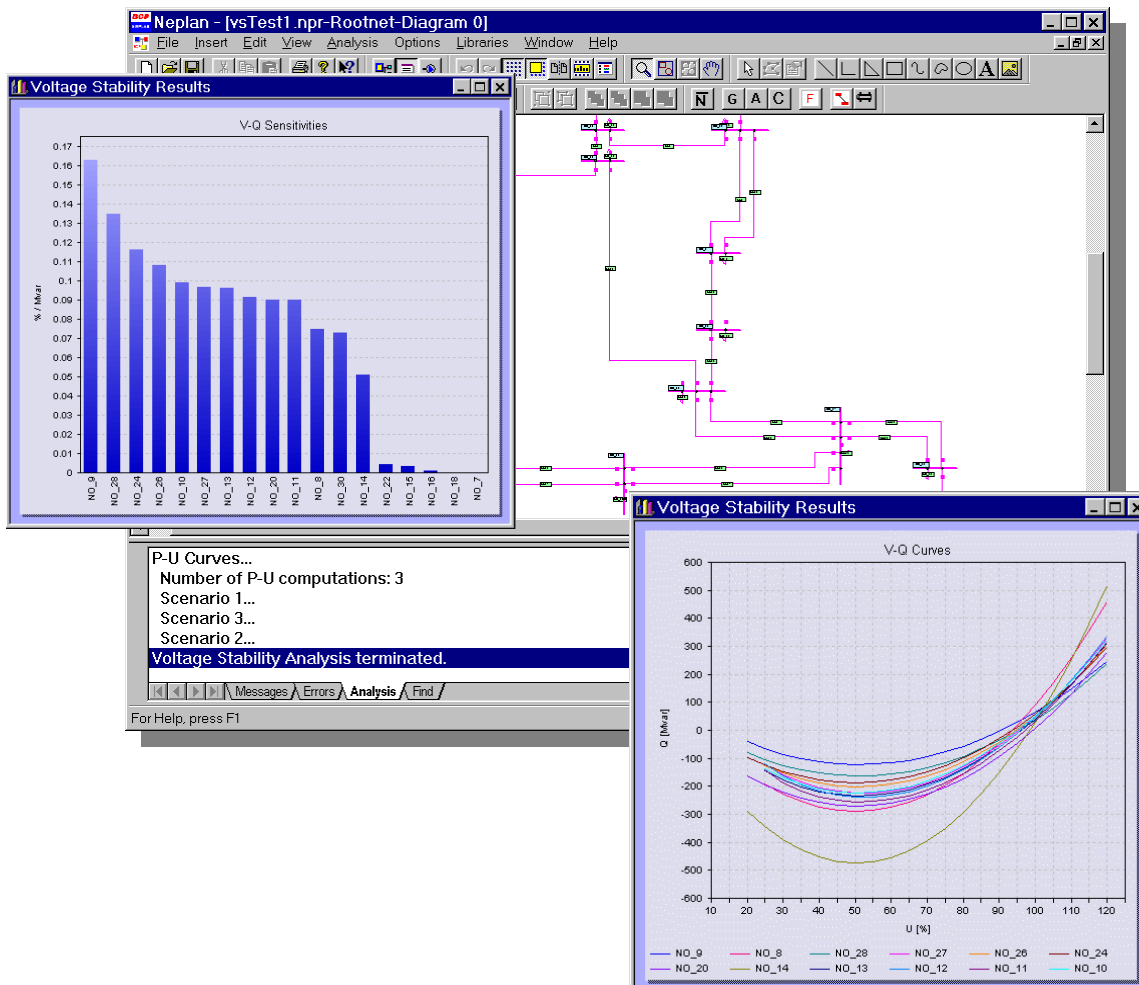 BCP
NEPLAN
Neplan - [vsTest1 .npr-Rootnet-Diagram 0]
File Insert Edit View Analysis Options Libraries Window Help
A
N G A C F
Voltage Stability Results
V-Q Sensitivities
0.17
0.16
0.15
0.14
0.13
0.12
0.11
0.1
0.09
0.08
0.07
0.06
0.05
0.04
0.03
0.02
0.01
0
% / Mvar
NO_9 NO_28 NO_24 NO_26 NO_10 NO_27 NO_13 NO_12 NO_20 NO_11 NO_8 NO_30 NO_14 NO_22 NO_15 NO_16 NO_18 NO_7
P-U Curves...
Number of P-U computations: 3
Scenario 1...
Scenario 3...
Scenario 2...
Voltage Stability Analysis terminated.
Messages Errors Analysis Find
For Help, press F1
Voltage Stability Results
V-Q Curves
600
500
400
300
200
100
0
-100
-200
-300
-400
-500
-600
Q [Mvar]
10 20 30 40 50 60 70 80 90 100 110 120
U [%]
NO_9 NO_8 NO_28 NO_27 NO_26 NO_24
NO_20 NO_14 NO_13 NO_12 NO_11 NO_10